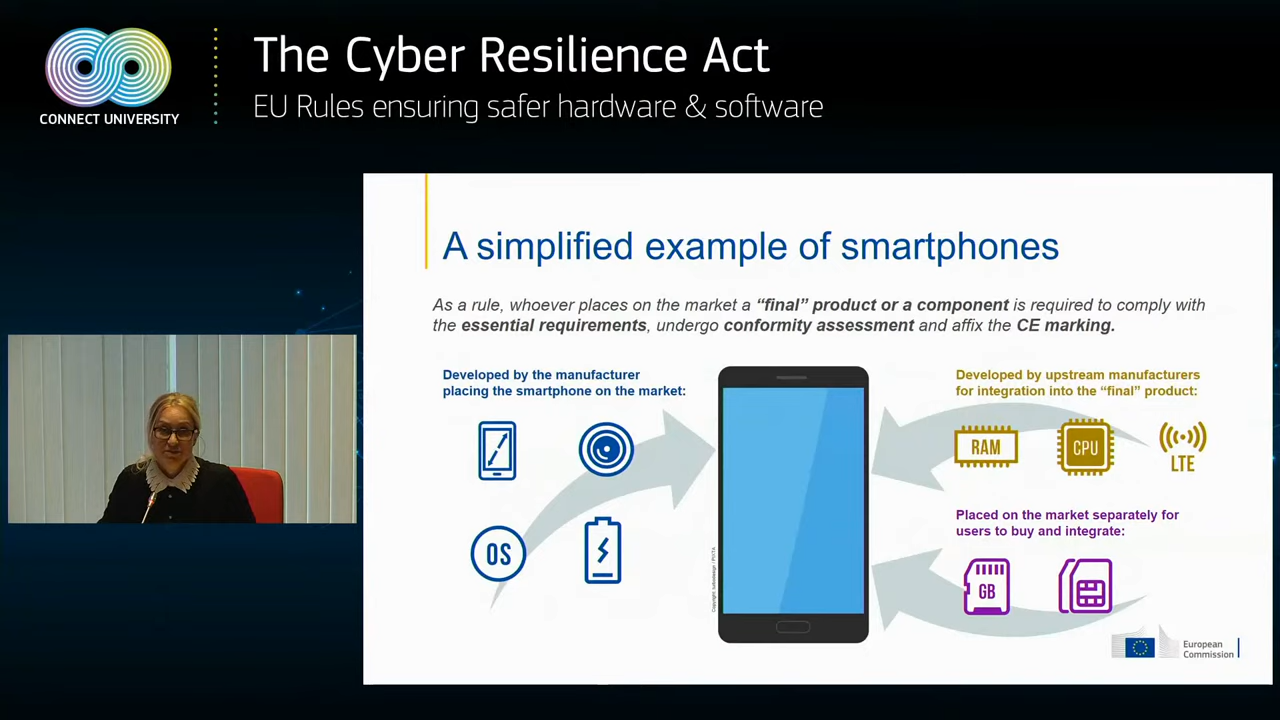 CONNECT UNIVERSITY
The Cyber Resilience Act
EU Rules ensuring safer hardware & software
A simplified example of smartphones
As a rule, whoever places on the market a “final” product or a component is required to comply with
the essential requirements, undergo conformity assessment and affix the CE marking.
Developed by the manufacturer
placing the smartphone on the market:
OS
Developed by upstream manufacturers
for integration into the “final” product:
RAM
CPU
LTE
Placed on the market separately for
users to buy and integrate:
GB
European
Commission